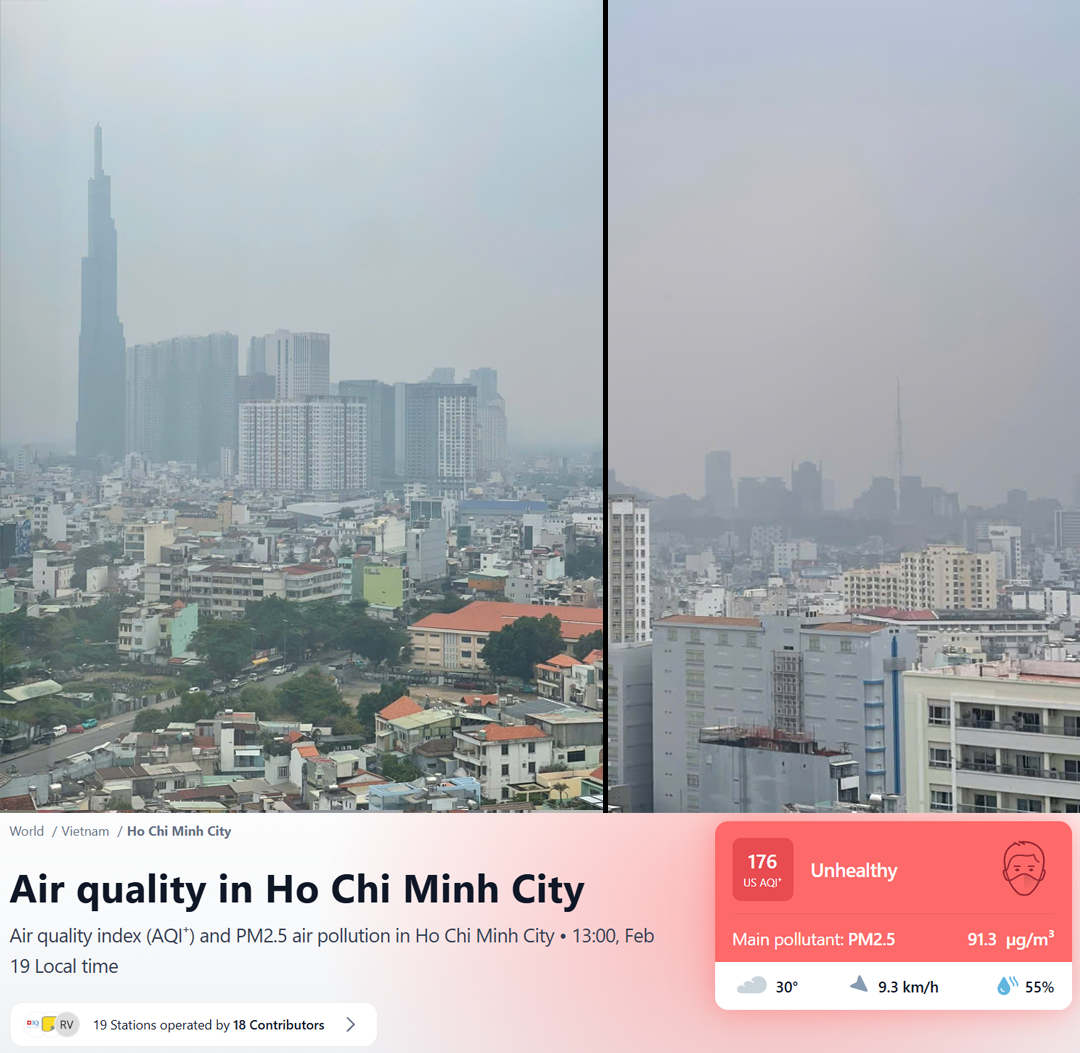 World / Vietnam / Ho Chi Minh City
Air quality in Ho Chi Minh City
Air quality index (AQI⁺) and PM2.5 air pollution in Ho Chi Minh City • 13:00, Feb
19 Local time
RV 19 Stations operated by 18 Contributors
176
US AQI⁺
Unhealthy
Main pollutant: PM2.5 91.3 µg/m³
30° 9.3 km/h 55%